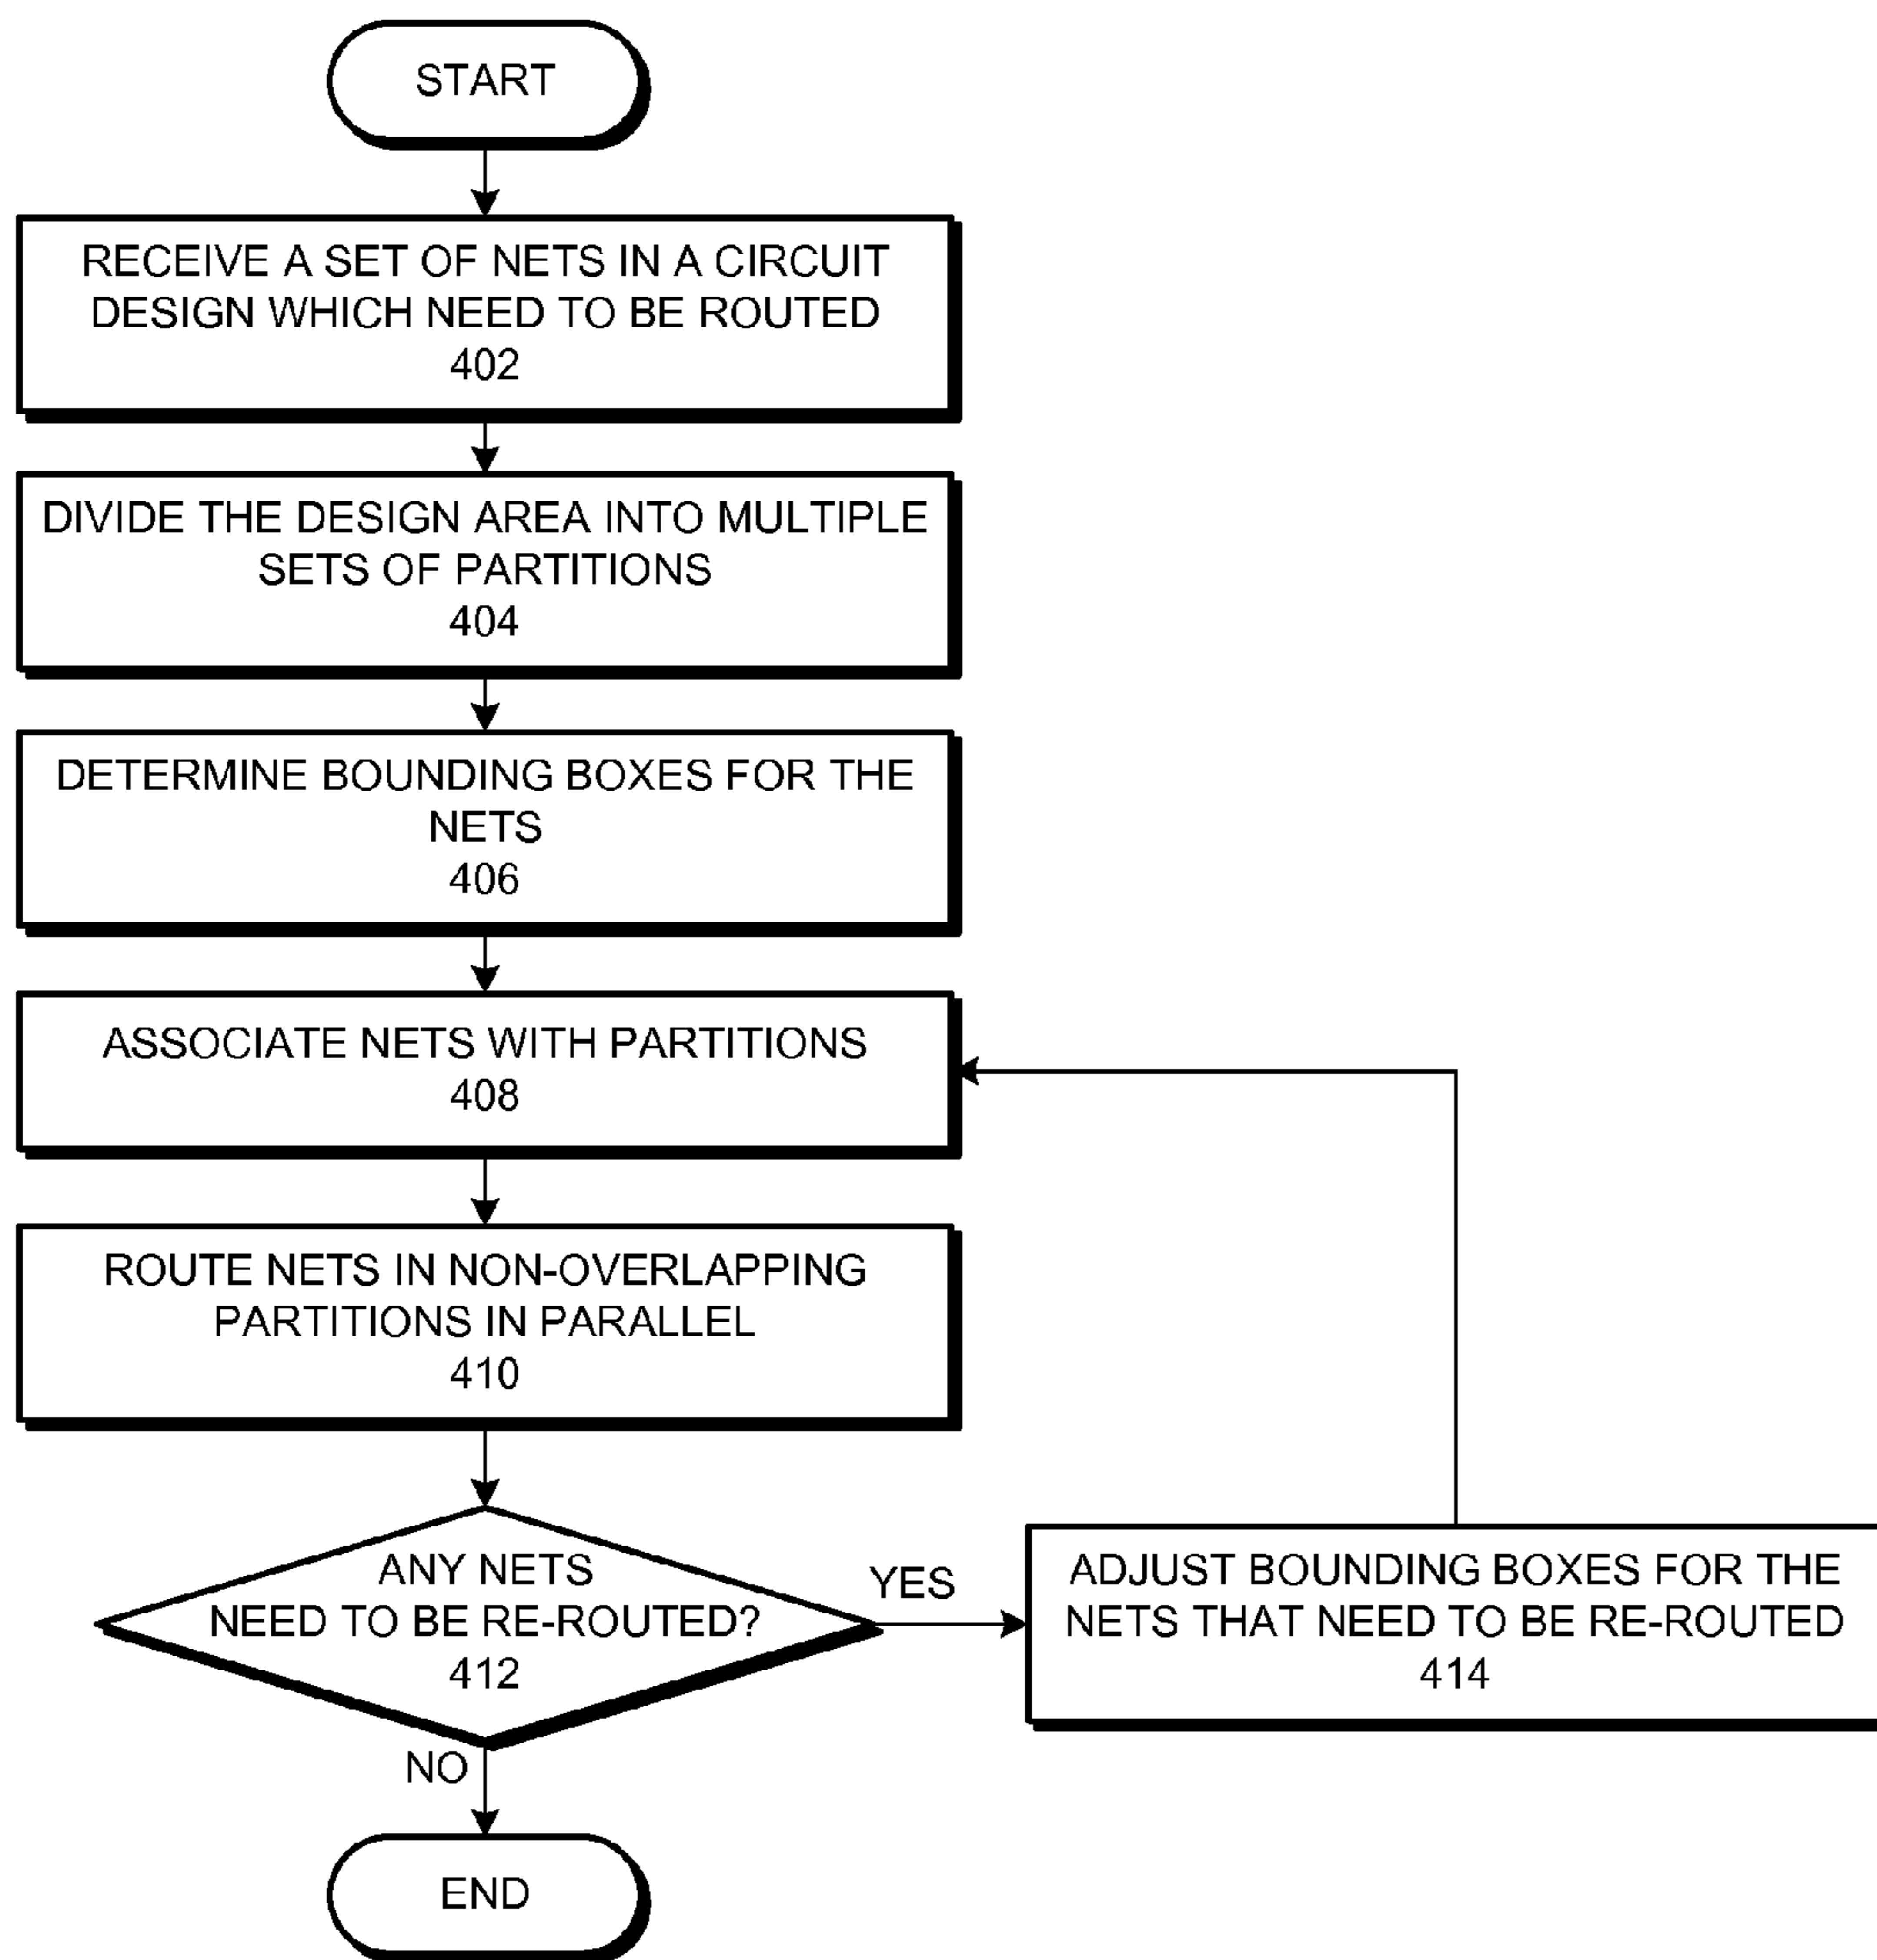 START
RECEIVE A SET OF NETS IN A CIRCUIT
DESIGN WHICH NEED TO BE ROUTED
402
DIVIDE THE DESIGN AREA INTO MULTIPLE
SETS OF PARTITIONS
404
DETERMINE BOUNDING BOXES FOR THE
NETS
406
ASSOCIATE NETS WITH PARTITIONS
408
ROUTE NETS IN NON-OVERLAPPING
PARTITIONS IN PARALLEL
410
ANY NETS
NEED TO BE RE-ROUTED?
412
YES
ADJUST BOUNDING BOXES FOR THE
NETS THAT NEED TO BE RE-ROUTED
414
NO
END